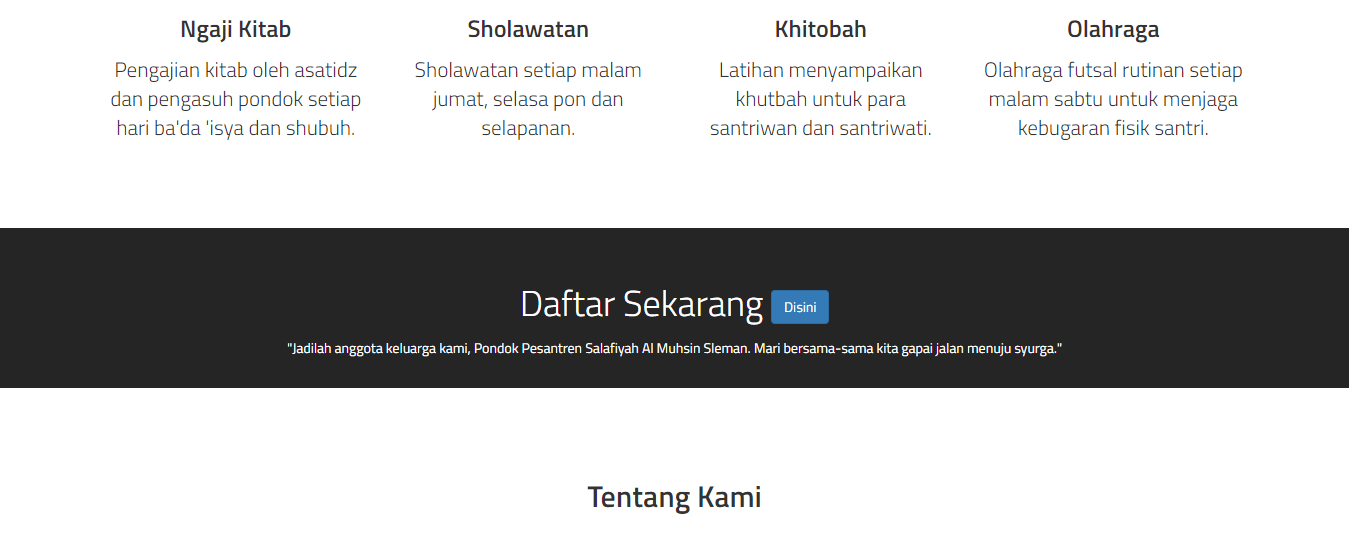 Ngaji Kitab
Pengajian kitab oleh asatidz
dan pengasuh pondok setiap
hari ba'da 'isya dan shubuh.
Sholawatan
Sholawatan setiap malam
jumat, selasa pon dan
selapanan.
Khitobah
Latihan menyampaikan
khutbah untuk para
santriwan dan santriwati.
Olahraga
Olahraga futsal rutinan setiap
malam sabtu untuk menjaga
kebugaran fisik santri.
Daftar Sekarang Disini
"Jadilah anggota keluarga kami, Pondok Pesantren Salafiyah Al Muhsin Sleman. Mari bersama-sama kita gapai jalan menuju syurga."
Tentang Kami